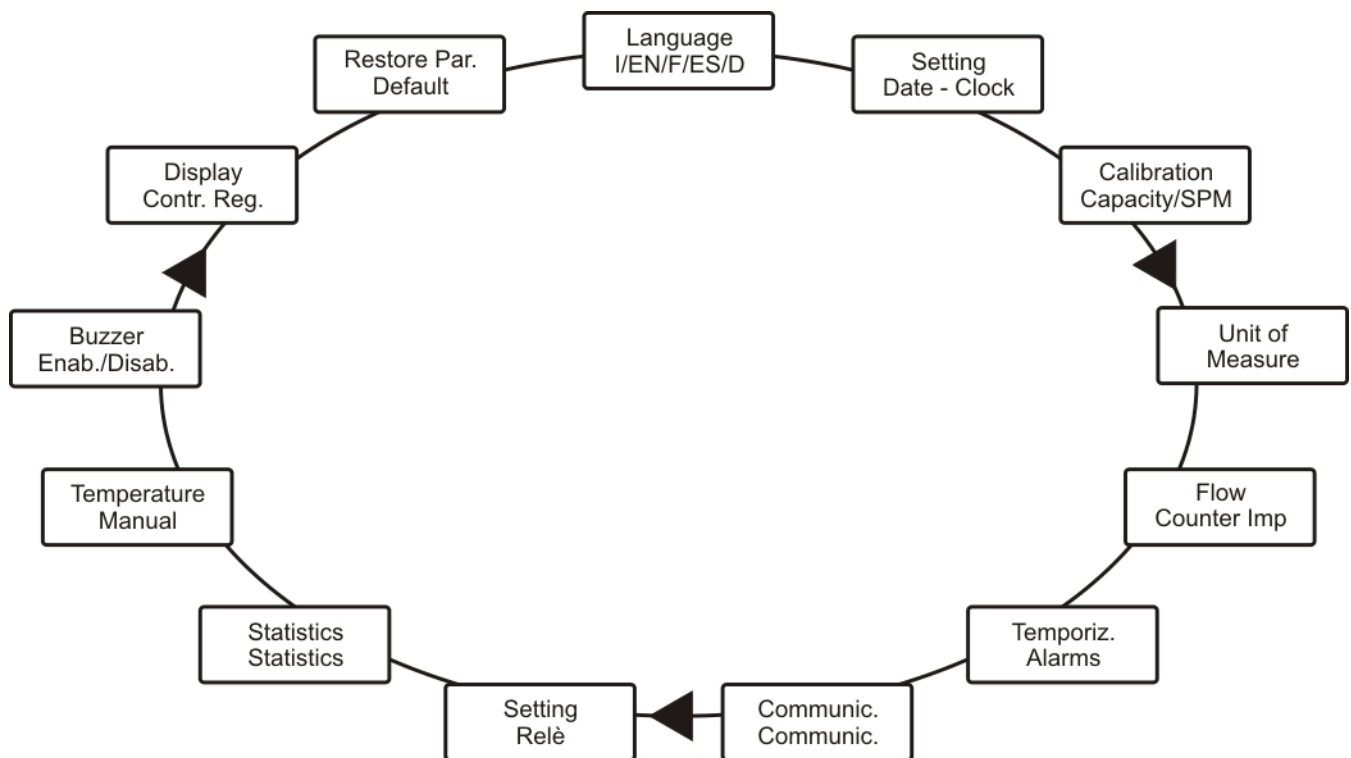 Language
I/EN/F/ES/D
Setting
Date - Clock
Calibration
Capacity/SPM
Unit of
Measure
Flow
Counter Imp
Temporiz.
Alarms
Communic.
Communic.
Setting
Relè
Statistics
Statistics
Temperature
Manual
Buzzer
Enab./Disab.
Display
Contr. Reg.
Restore Par.
Default